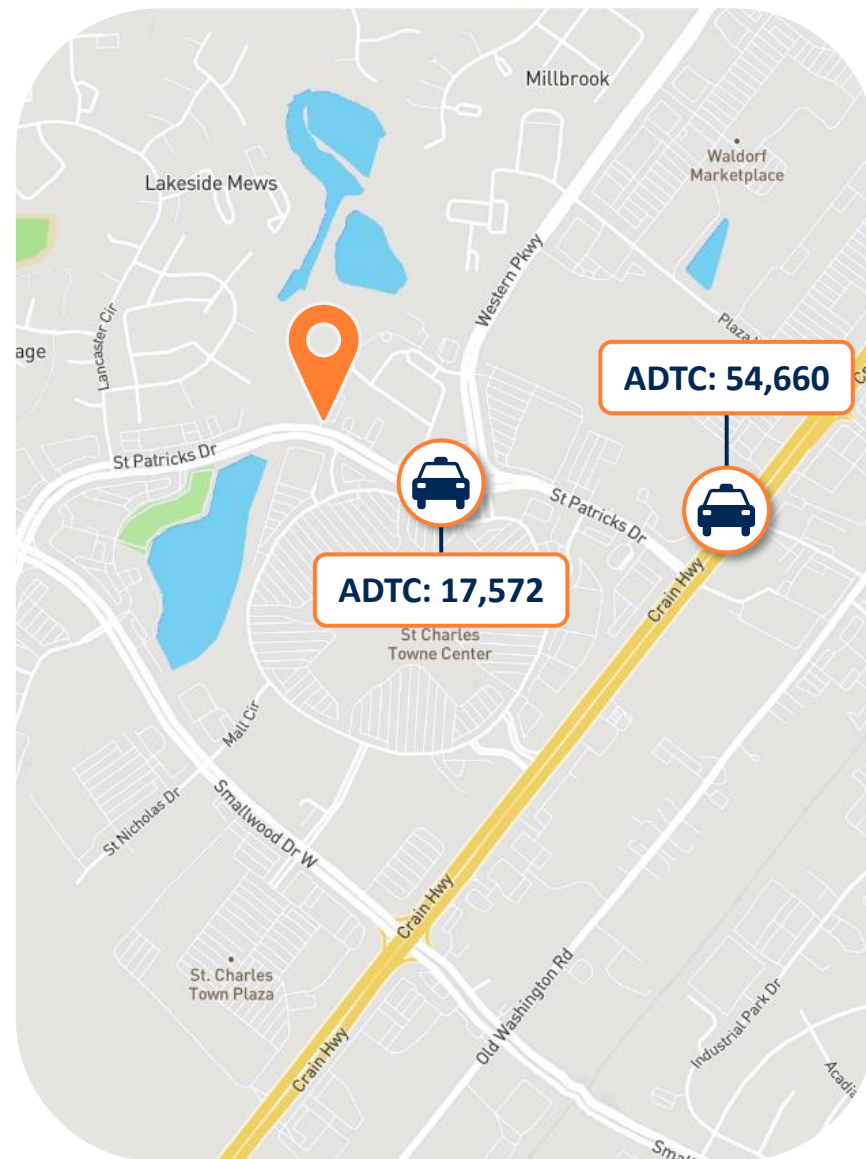 Millbrook
Waldorf
Marketplace
Lakeside Mews
Western Pkwy
Lancaster Cir
age
ADTC: 54,660
St Patricks Dr
St Patricks Dr
ADTC: 17,572
Crain Hwy
St Charles
Towne Center
Mall Cir
St Nicholas Dr
Smallwood Dr W
Crain Hwy
St. Charles
Town Plaza
Old Washington Rd
Industrial Park Dr
Crain Hwy